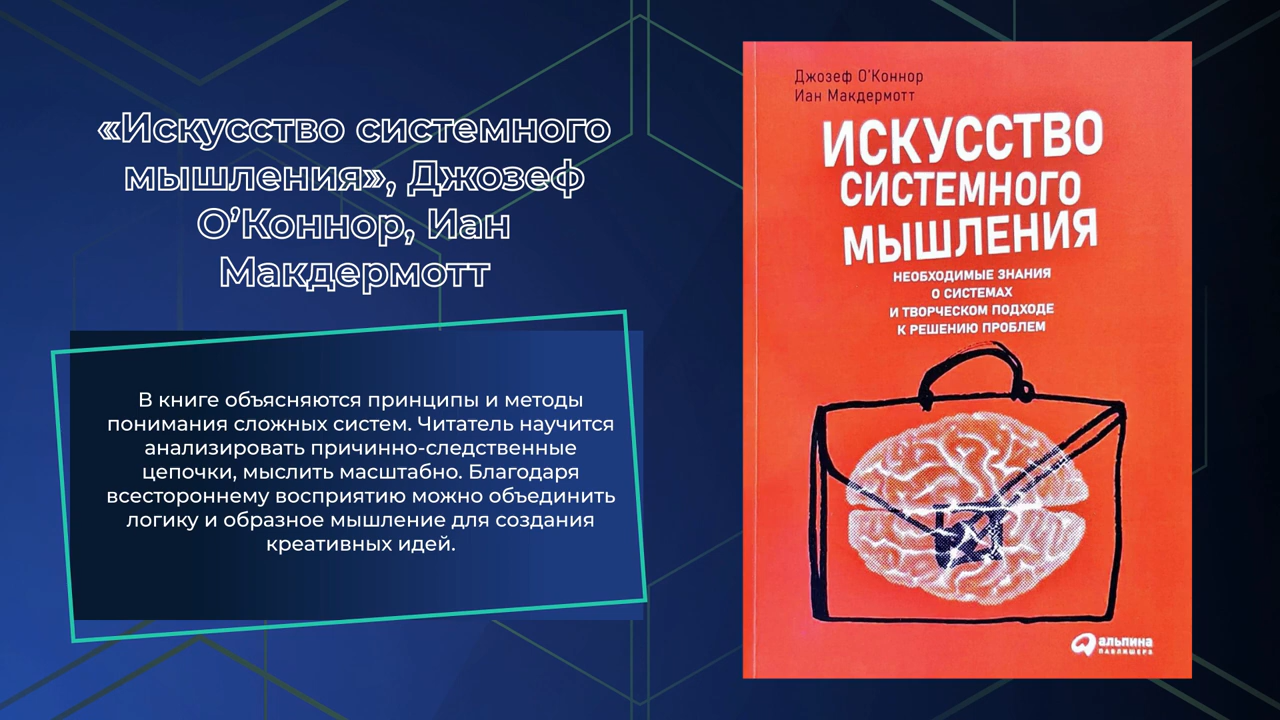 «Искусство системного
мышления», Джозеф
О’Коннор, Иан
Макдермотт
В книге объясняются принципы и методы
понимания сложных систем. Читатель научится
анализировать причинно-следственные
цепочки, мыслить масштабно. Благодаря
всестороннему восприятию можно объединить
логику и образное мышление для создания
креативных идей.
Джозеф О'Коннор
Иан Макдермотт
ИСКУССТВО
СИСТЕМНОГО
МЫШЛЕНИЯ
НЕОБХОДИМЫЕ ЗНАНИЯ
О СИСТЕМАХ
И ТВОРЧЕСКОМ ПОДХОДЕ
К РЕШЕНИЮ ПРОБЛЕМ
альпина
ПАБЛИШЕРЗ